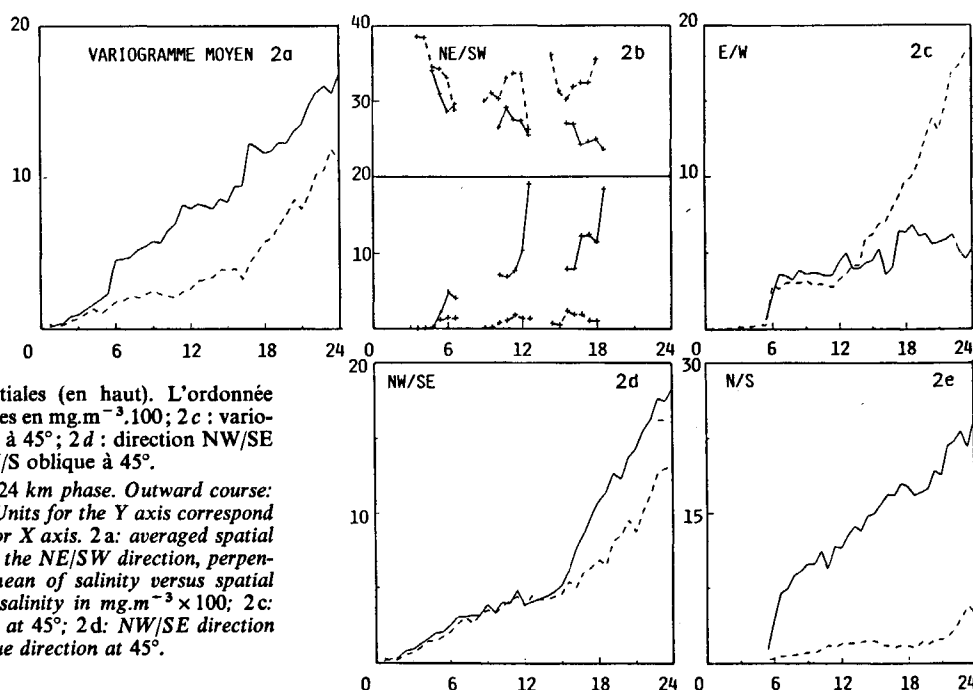 20
VARIOGRAMME MOYEN 2a
10
0 6 12 18 24
40
NE/SW 2b
30
20
10
0 6 12 18 24
20
E/W 2c
10
0 6 12 18 24
tiales (en haut). L'ordonnée
es en mg.m⁻³.100; 2c : vario-
à 45°; 2d : direction NW/SE
/S oblique à 45°.
24 km phase. Outward course:
Units for the Y axis correspond
or X axis. 2a: averaged spatial
the NE/SW direction, perpen-
nean of salinity versus spatial
salinity in mg.m⁻³ × 100; 2c:
at 45°; 2d: NW/SE direction
ue direction at 45°.
20
NW/SE 2d
10
0 6 12 18 24
30
N/S 2e
15
0 6 12 18 24